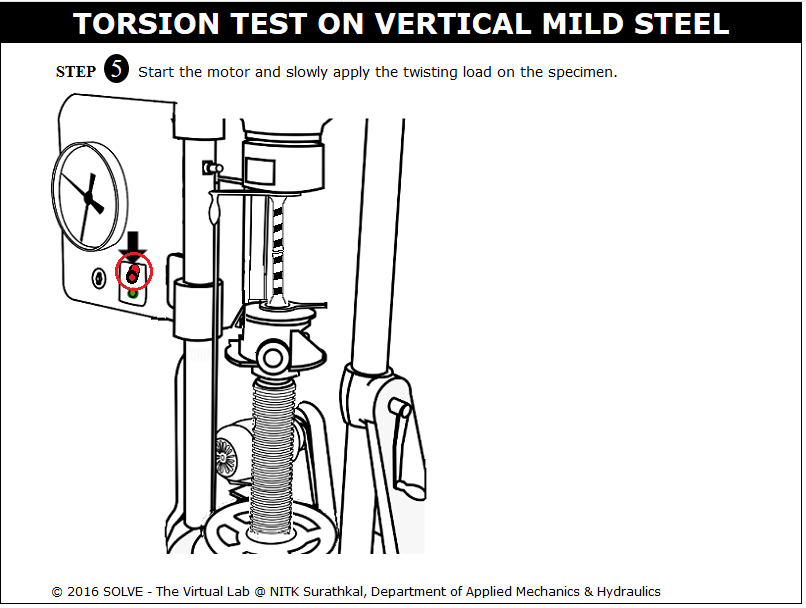 TORSION TEST ON VERTICAL MILD STEEL
STEP 5 Start the motor and slowly apply the twisting load on the specimen.
© 2016 SOLVE - The Virtual Lab @ NITK Surathkal, Department of Applied Mechanics & Hydraulics